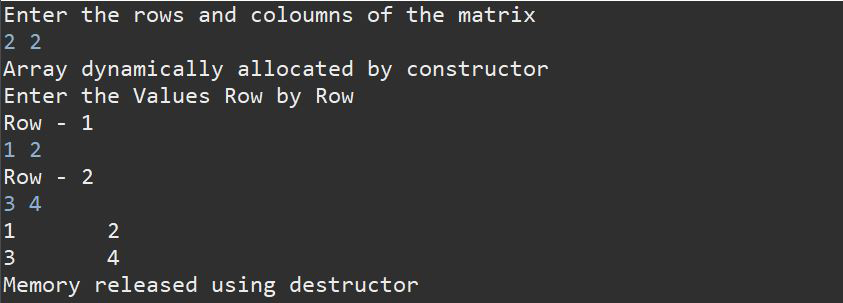 Enter the rows and coloumns of the matrix
2 2
Array dynamically allocated by constructor
Enter the Values Row by Row
Row - 1
1 2
Row - 2
3 4
1       2
3       4
Memory released using destructor